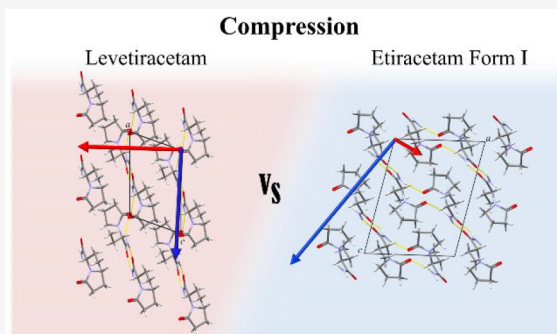 Compression
Levetiracetam
Etiracetam Form I
a
c
Vs
a
c